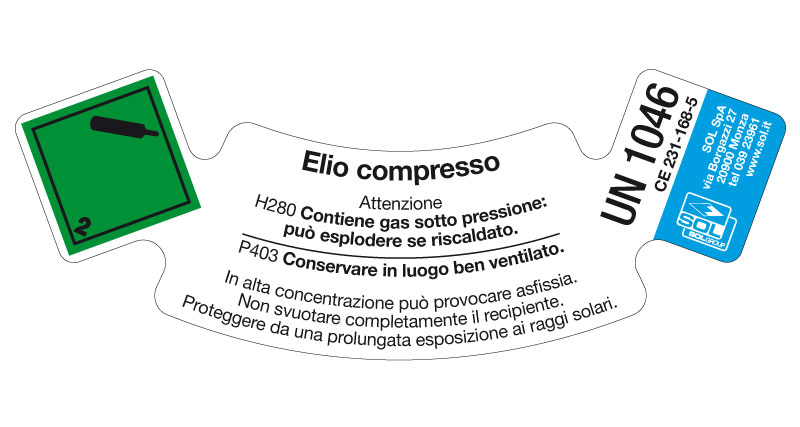 2
Elio compresso
Attenzione
H280 Contiene gas sotto pressione:
può esplodere se riscaldato.
P403 Conservare in luogo ben ventilato.
In alta concentrazione può provocare asfissia.
Non svuotare completamente il recipiente.
Proteggere da una prolungata esposizione ai raggi solari.
UN 1046
CE 231-168-5
SOL SpA
via Borgazzi 27
20900 Monza
tel 039 23961
www.sol.it
SOL
SOLGROUP